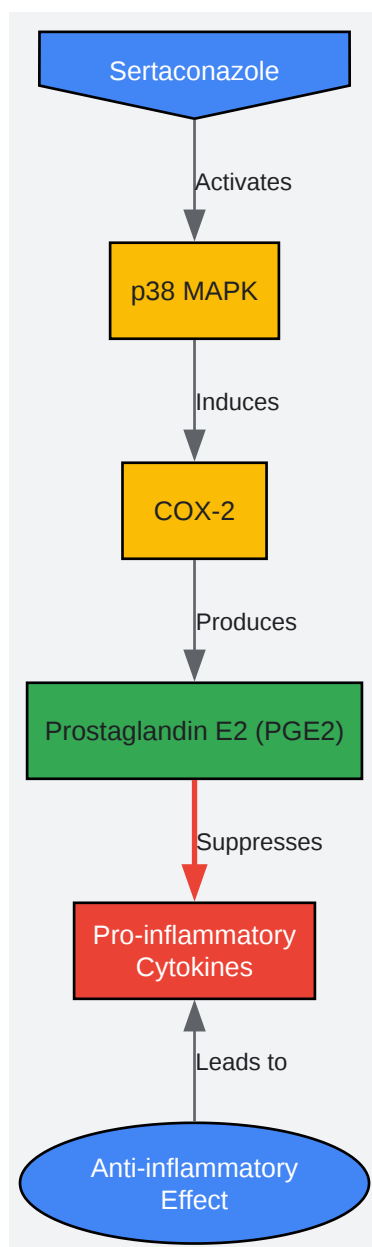 Sertaconazole
Activates
p38 MAPK
Induces
COX-2
Produces
Prostaglandin E2 (PGE2)
Suppresses
Pro-inflammatory
Cytokines
Leads to
Anti-inflammatory
Effect